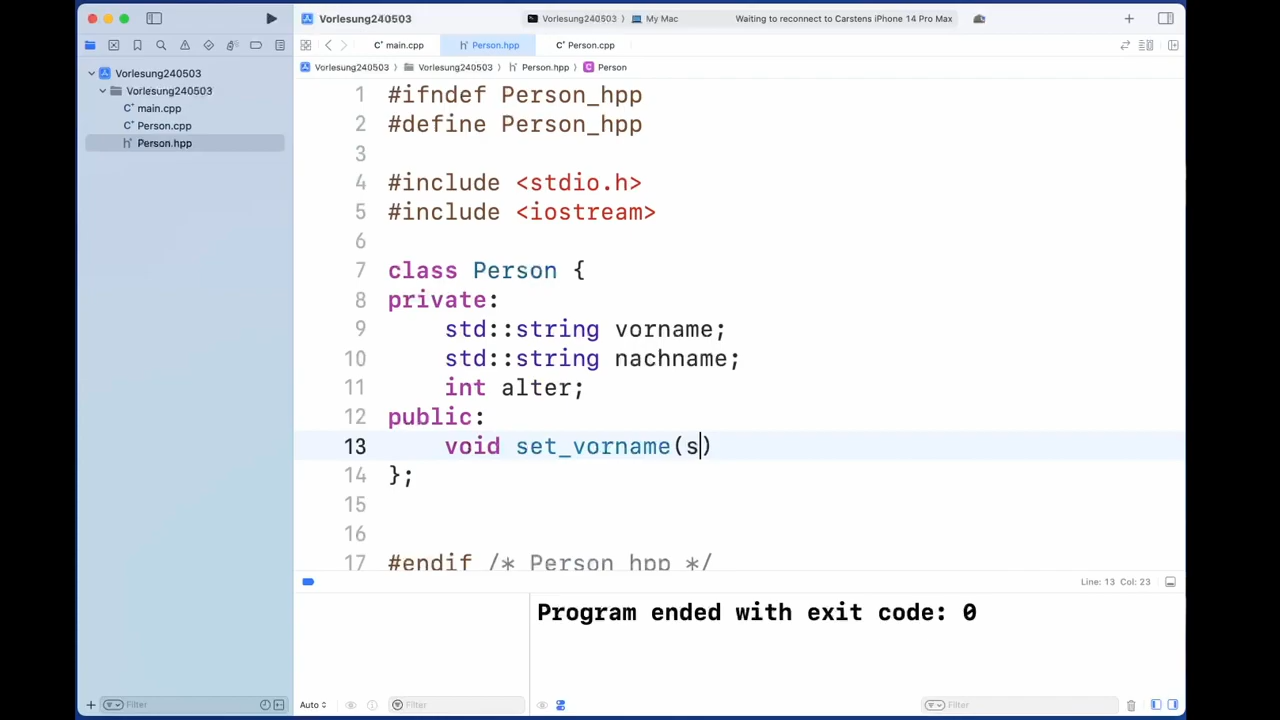 Vorlesung240503
Vorlesung240503 〉 My Mac
Waiting to reconnect to Carstens iPhone 14 Pro Max
main.cpp
Person.hpp
Person.cpp
Vorlesung240503 〉 Vorlesung240503 〉 Person.hpp 〉 Person
Vorlesung240503
Vorlesung240503
main.cpp
Person.cpp
Person.hpp
1 #ifndef Person_hpp
2 #define Person_hpp
3
4 #include <stdio.h>
5 #include <iostream>
6
7 class Person {
8 private:
9 std::string vorname;
10 std::string nachname;
11 int alter;
12 public:
13 void set_vorname(s)
14 };
15
16
17 #endif /* Person_hpp */
Line: 13 Col: 23
Program ended with exit code: 0
Filter
Auto
Filter
Filter